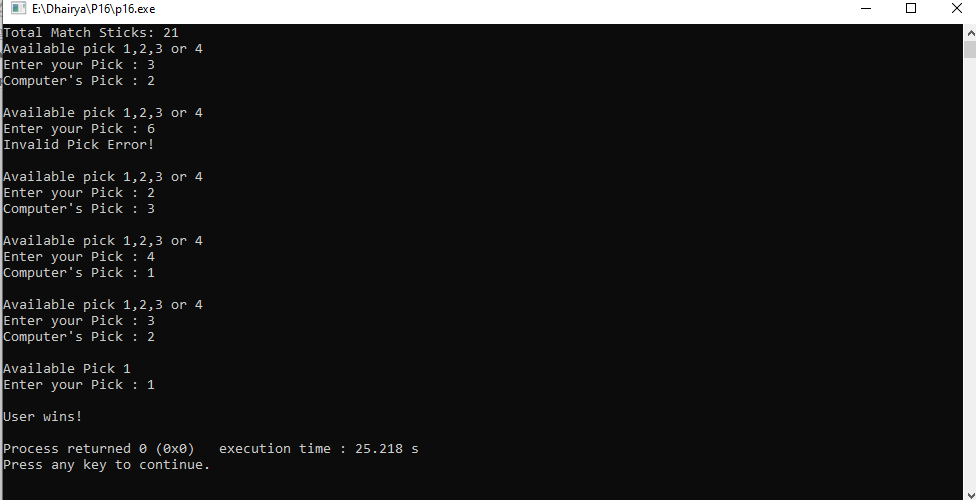 E:\Dhairya\P16\p16.exe
Total Match Sticks: 21
Available pick 1,2,3 or 4
Enter your Pick : 3
Computer's Pick : 2
Available pick 1,2,3 or 4
Enter your Pick : 6
Invalid Pick Error!
Available pick 1,2,3 or 4
Enter your Pick : 2
Computer's Pick : 3
Available pick 1,2,3 or 4
Enter your Pick : 4
Computer's Pick : 1
Available pick 1,2,3 or 4
Enter your Pick : 3
Computer's Pick : 2
Available Pick 1
Enter your Pick : 1
User wins!
Process returned 0 (0x0)   execution time : 25.218 s
Press any key to continue.